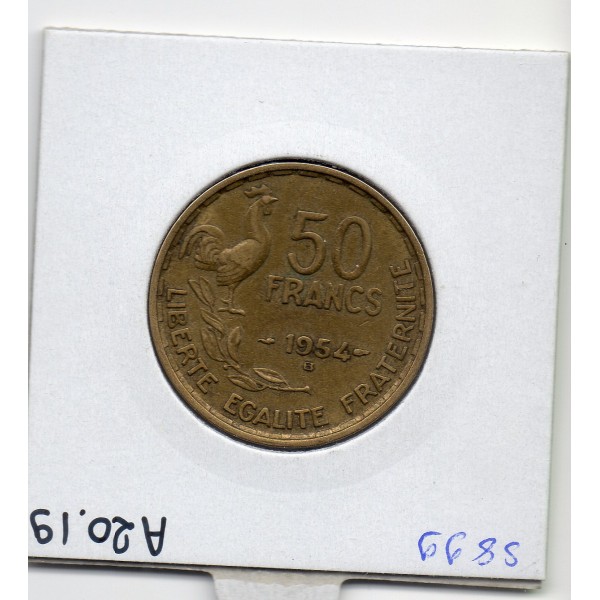 50
FRANCS
1954
B
LIBERTE EGALITE FRATERNITE
A20.19
S899